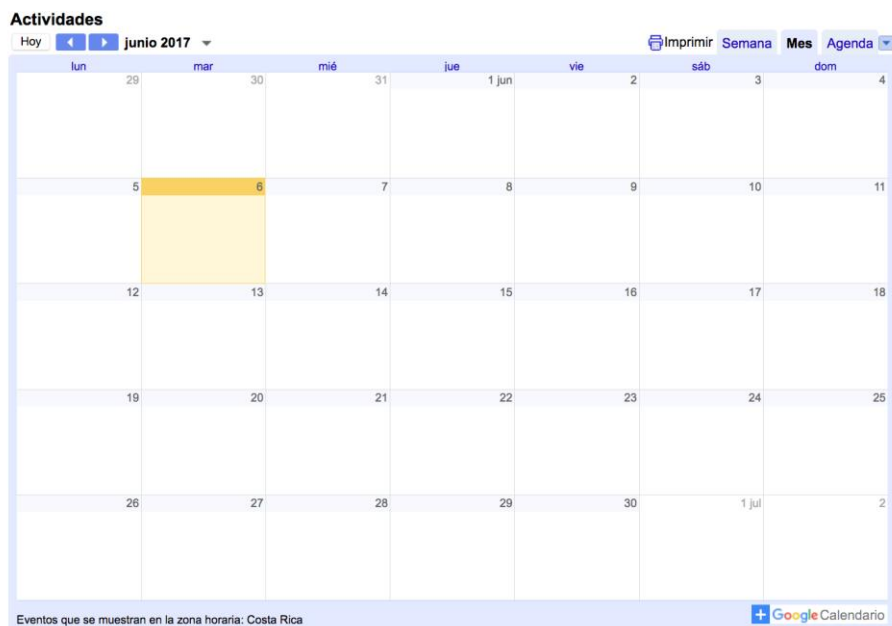 Actividades
Hoy junio 2017 Imprimir Semana Mes Agenda
lun mar mié jue vie sáb dom
29 30 31 1 jun 2 3 4
5 6 7 8 9 10 11
12 13 14 15 16 17 18
19 20 21 22 23 24 25
26 27 28 29 30 1 jul 2
Eventos que se muestran en la zona horaria: Costa Rica
Google Calendario